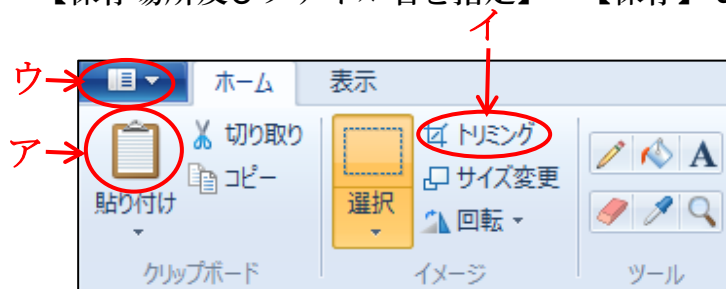 イ
ウ
ホーム 表示
ア
切り取り
コピー
貼り付け
選択
トリミング
サイズ変更
回転
A
クリップボード イメージ ツール